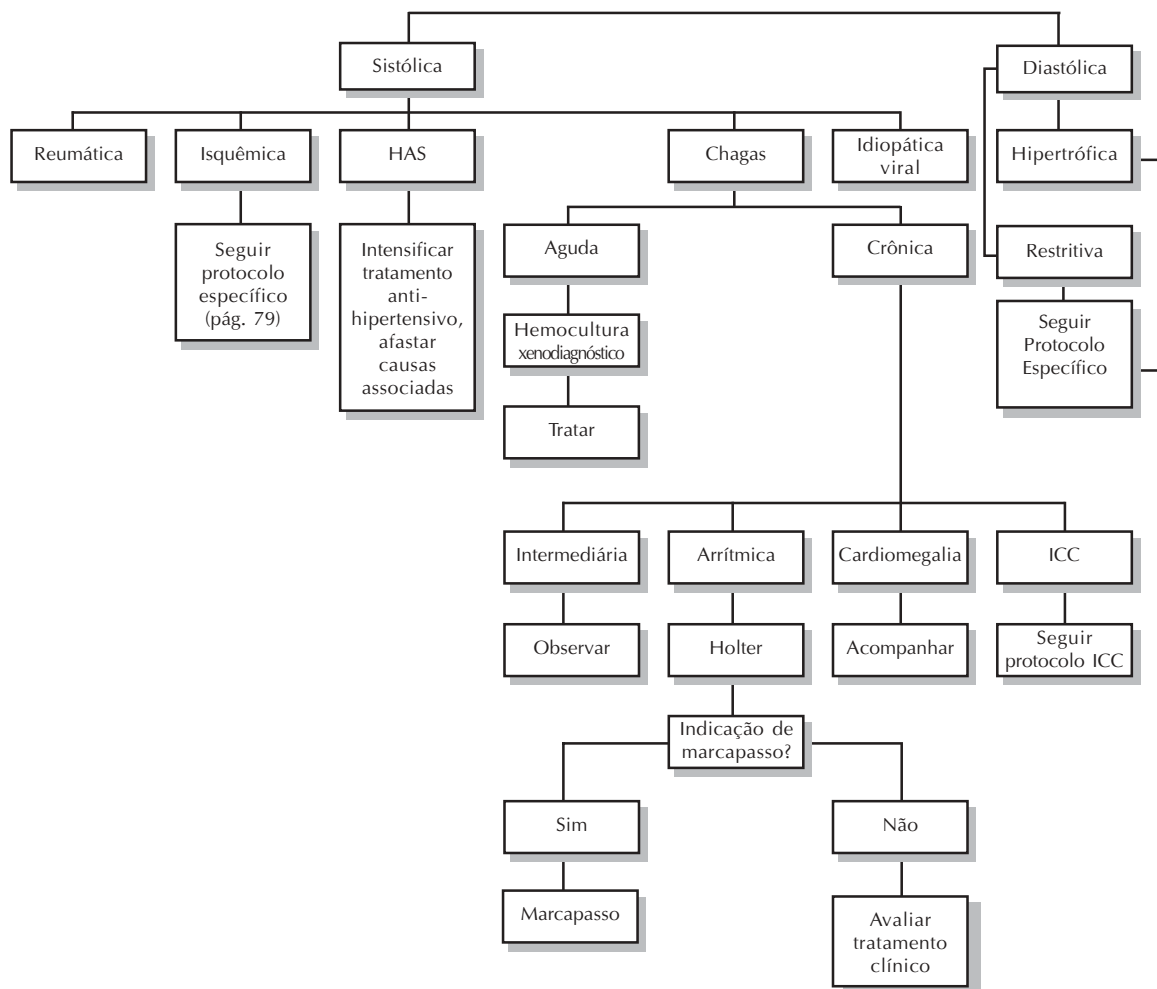 Sistólica
Diastólica
Reumática
Isquêmica
HAS
Chagas
Idiopática
viral
Hipertrófica
Seguir
protocolo
específico
(pág. 79)
Intensificar
tratamento
anti-
hipertensivo,
afastar
causas
associadas
Aguda
Crônica
Restritiva
Hemocultura
xenodiagnóstico
Seguir
Protocolo
Específico
Tratar
Intermediária
Arrítmica
Cardiomegalia
ICC
Observar
Holter
Acompanhar
Seguir
protocolo ICC
Indicação de
marcapasso?
Sim
Não
Marcapasso
Avaliar
tratamento
clínico